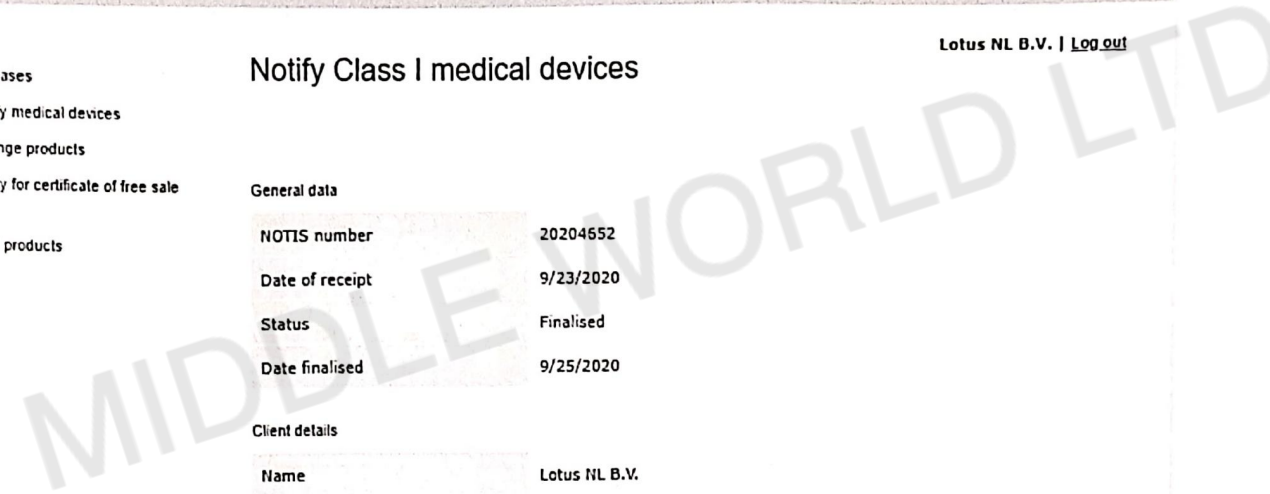 Lotus NL B.V. | Log out
Notify Class I medical devices
medical devices
products
for certificate of free sale
products
General data
NOTIS number 20204652
Date of receipt 9/23/2020
Status Finalised
Date finalised 9/25/2020
Client details
Name Lotus NL B.V.
MIDDLE WORLD LTD